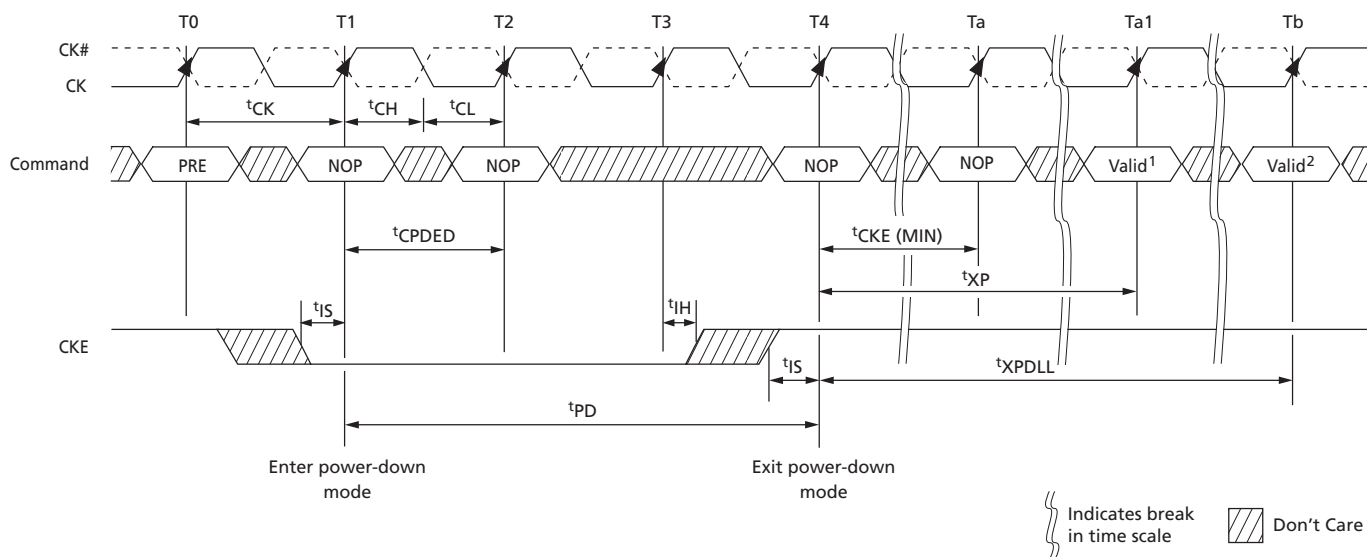 T0 T1 T2 T3 T4 Ta Ta1 Tb
CK#
CK
tCK tCH tCL
Command PRE NOP NOP NOP NOP Valid1 Valid2
tCPDED tCKE (MIN)
tXP
tIS tIH
CKE
tIS tXPDLL
tPD
Enter power-down
mode
Exit power-down
mode
Indicates break
in time scale
Don't Care